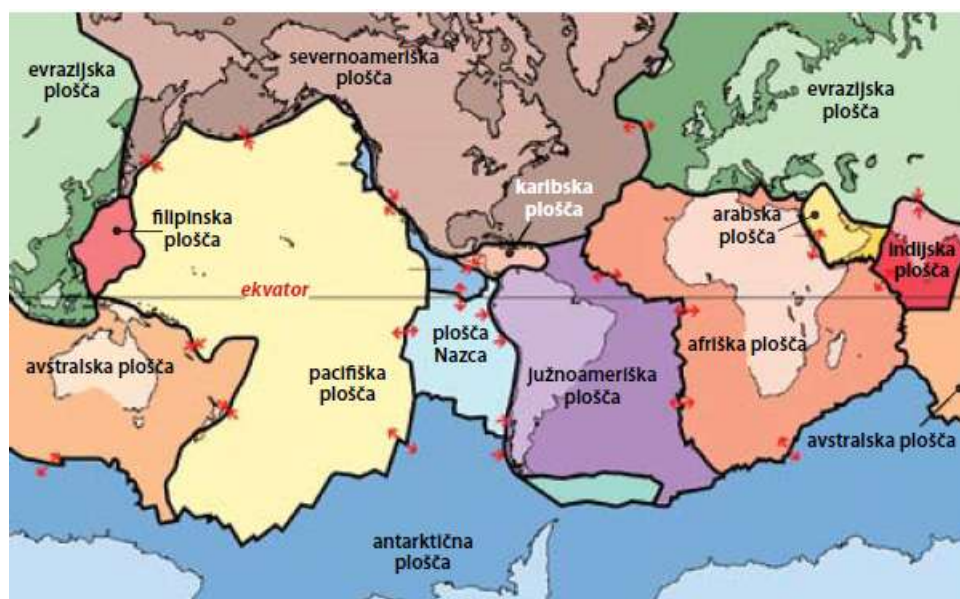 evrazijska
plošča
severnoameriška
plošča
evrazijska
plošča
karibska
plošča
filipinska
plošča
arabska
plošča
indijska
plošča
ekvator
avstralska plošča
pacifiška
plošča
plošča
Nazca
južnoameriška
plošča
afriška plošča
avstralska plošča
antarktična
plošča